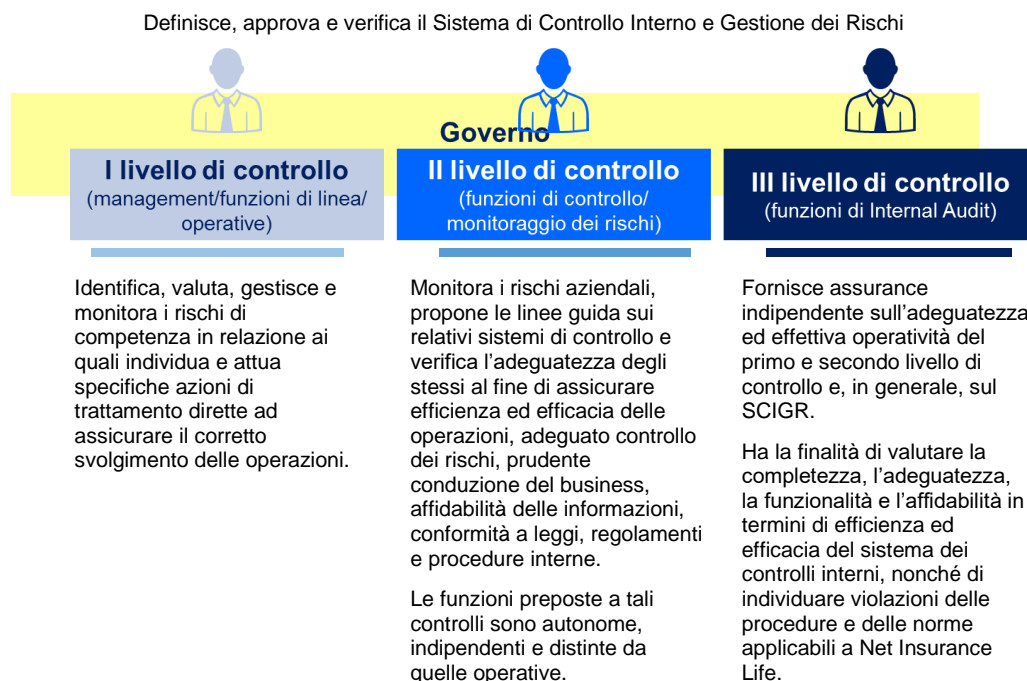 Definisce, approva e verifica il Sistema di Controllo Interno e Gestione dei Rischi
Governo
I livello di controllo
(management/funzioni di linea/
operative)
Identifica, valuta, gestisce e
monitora i rischi di
competenza in relazione ai
quali individua e attua
specifiche azioni di
trattamento dirette ad
assicurare il corretto
svolgimento delle operazioni.
II livello di controllo
(funzioni di controllo/
monitoraggio dei rischi)
Monitora i rischi aziendali,
propone le linee guida sui
relativi sistemi di controllo e
verifica l’adeguatezza degli
stessi al fine di assicurare
efficienza ed efficacia delle
operazioni, adeguato controllo
dei rischi, prudente
conduzione del business,
affidabilità delle informazioni,
conformità a leggi, regolamenti
e procedure interne.
Le funzioni preposte a tali
controlli sono autonome,
indipendenti e distinte da
quelle operative.
III livello di controllo
(funzioni di Internal Audit)
Fornisce assurance
indipendente sull’adeguatezza
ed effettiva operatività del
primo e secondo livello di
controllo e, in generale, sul
SCIGR.
Ha la finalità di valutare la
completezza, l’adeguatezza,
la funzionalità e l’affidabilità in
termini di efficienza ed
efficacia del sistema dei
controlli interni, nonché di
individuare violazioni delle
procedure e delle norme
applicabili a Net Insurance
Life.